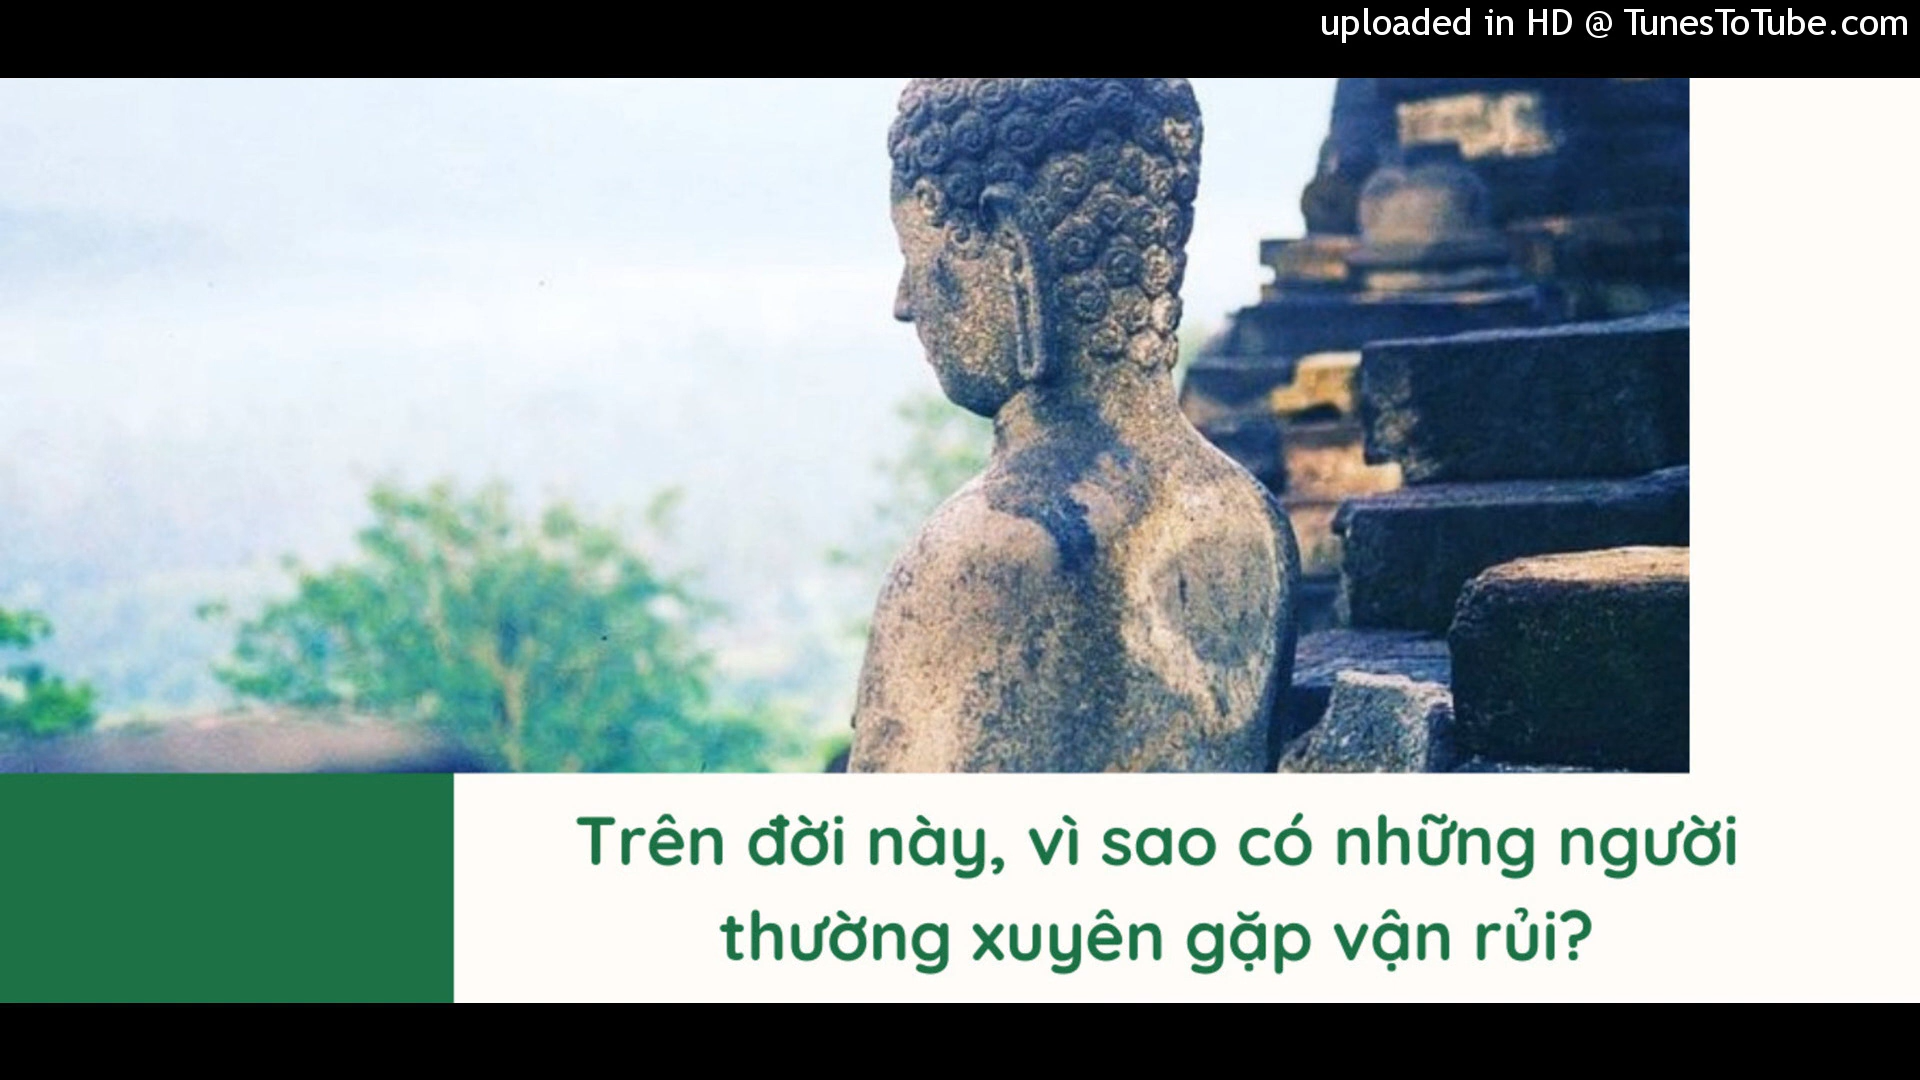 uploaded in HD @ TunesToTube.com
Trên đời này, vì sao có những người
thường xuyên gặp vận rủi?